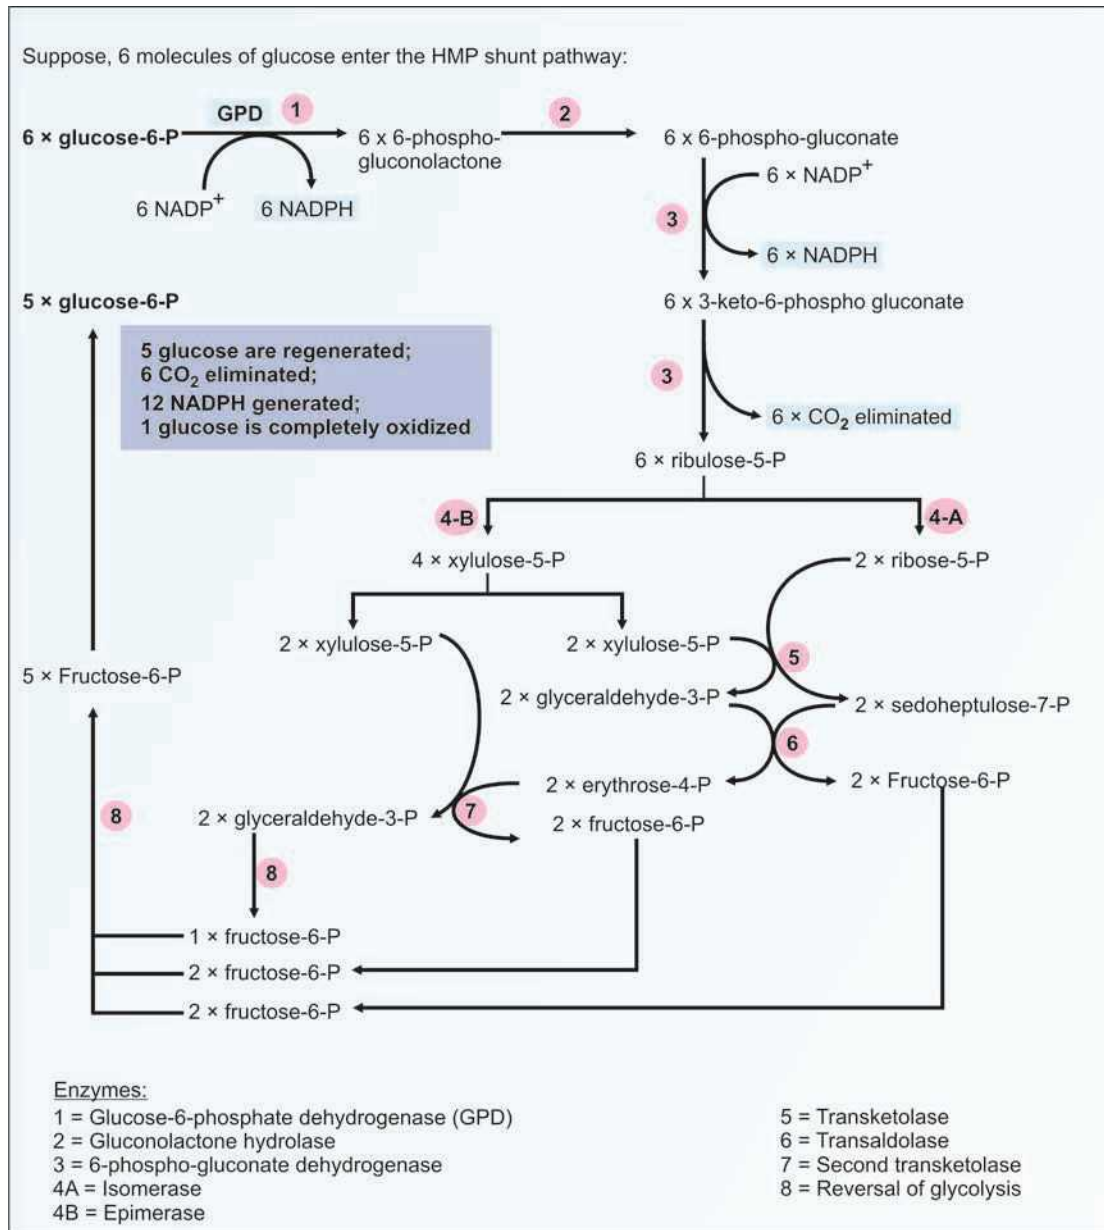 Suppose, 6 molecules of glucose enter the HMP shunt pathway:
GPD 1
2
6 × glucose-6-P
6 x 6-phospho-
gluconolactone
6 x 6-phospho-gluconate
6 NADP+
6 NADPH
6 × NADP+
3
6 × NADPH
5 × glucose-6-P
6 x 3-keto-6-phospho gluconate
5 glucose are regenerated;
6 CO2 eliminated;
12 NADPH generated;
1 glucose is completely oxidized
3
6 × CO2 eliminated
6 × ribulose-5-P
4-B
4-A
4 × xylulose-5-P
2 × ribose-5-P
2 × xylulose-5-P
2 × xylulose-5-P
5
5 × Fructose-6-P
2 × glyceraldehyde-3-P
2 × sedoheptulose-7-P
6
2 × erythrose-4-P
2 × Fructose-6-P
8
2 × glyceraldehyde-3-P
7
2 × fructose-6-P
8
1 × fructose-6-P
2 × fructose-6-P
2 × fructose-6-P
Enzymes:
1 = Glucose-6-phosphate dehydrogenase (GPD)
2 = Gluconolactone hydrolase
3 = 6-phospho-gluconate dehydrogenase
4A = Isomerase
4B = Epimerase
5 = Transketolase
6 = Transaldolase
7 = Second transketolase
8 = Reversal of glycolysis